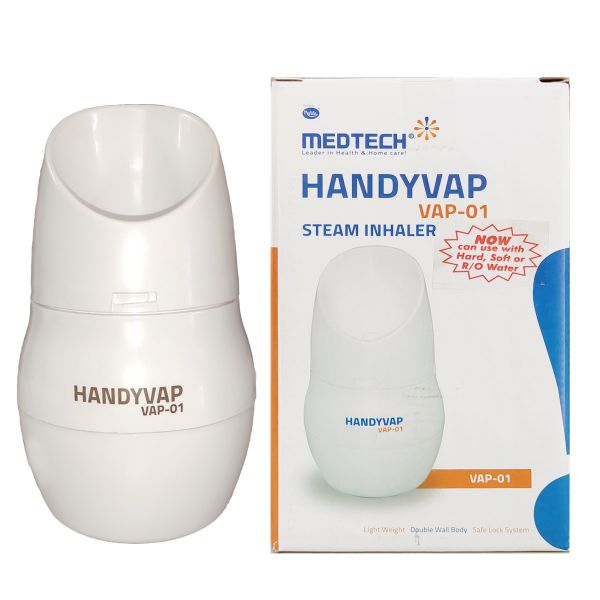 HANDYVAP
VAP-01
MEDTECH®
Leader in Health & Home care!
HANDYVAP
VAP-01
STEAM INHALER
NOW
can use with
Hard, Soft or
R/O Water
HANDYVAP
VAP-01
VAP-01
Light Weight Double Wall Body Safe Lock System